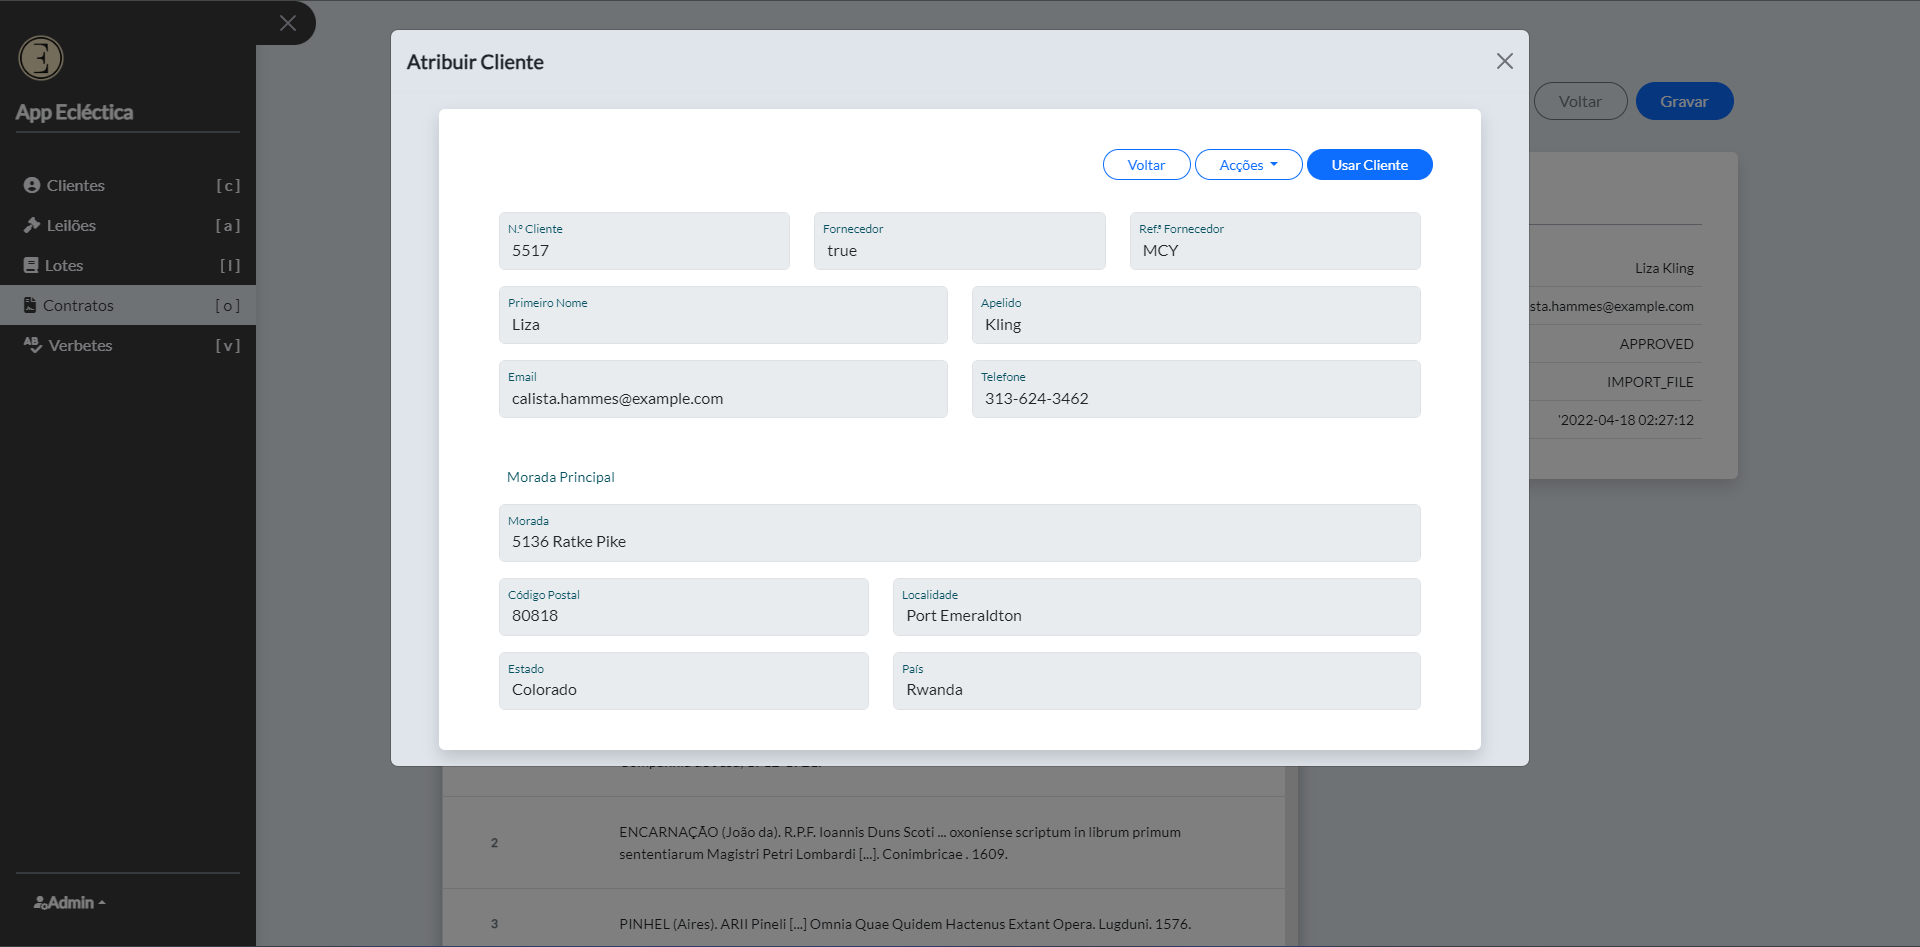 App Ecléctica
Clientes [ c ]
Leilões [ a ]
Lotes [ l ]
Contratos [ o ]
Verbetes [ v ]
Admin
Atribuir Cliente
Voltar Gravar
Voltar Acções Usar Cliente
N.º Cliente Fornecedor Ref.ª Fornecedor
5517 true MCY
Primeiro Nome Apelido
Liza Kling
Email Telefone
calista.hammes@example.com 313-624-3462
Morada Principal
Morada
5136 Ratke Pike
Código Postal Localidade
80818 Port Emeraldton
Estado País
Colorado Rwanda
Liza Kling
sta.hammes@example.com
APPROVED
IMPORT_FILE
'2022-04-18 02:27:12
2 ENCARNAÇÃO (João da). R.P.F. Ioannis Duns Scoti ... oxoniense scriptum in librum primum
sententiarum Magistri Petri Lombardi [...]. Conimbricae . 1609.
3 PINHEL (Aires). ARII Pineli [...] Omnia Quae Quidem Hactenus Extant Opera. Lugduni. 1576.